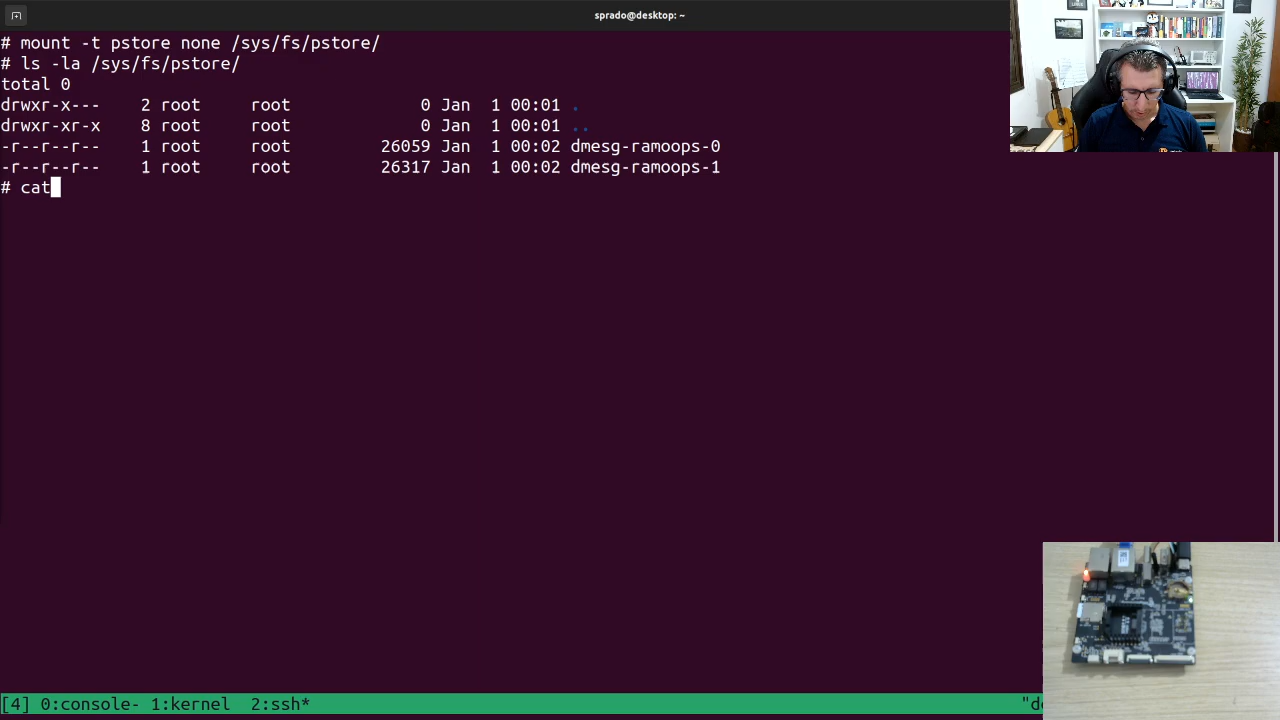 sprado@desktop: ~
# mount -t pstore none /sys/fs/pstore/
# ls -la /sys/fs/pstore/
total 0
drwxr-x--- 2 root root 0 Jan 1 00:01 .
drwxr-xr-x 8 root root 0 Jan 1 00:01 ..
-r--r--r-- 1 root root 26059 Jan 1 00:02 dmesg-ramoops-0
-r--r--r-- 1 root root 26317 Jan 1 00:02 dmesg-ramoops-1
# cat
[4] 0:console- 1:kernel 2:ssh*